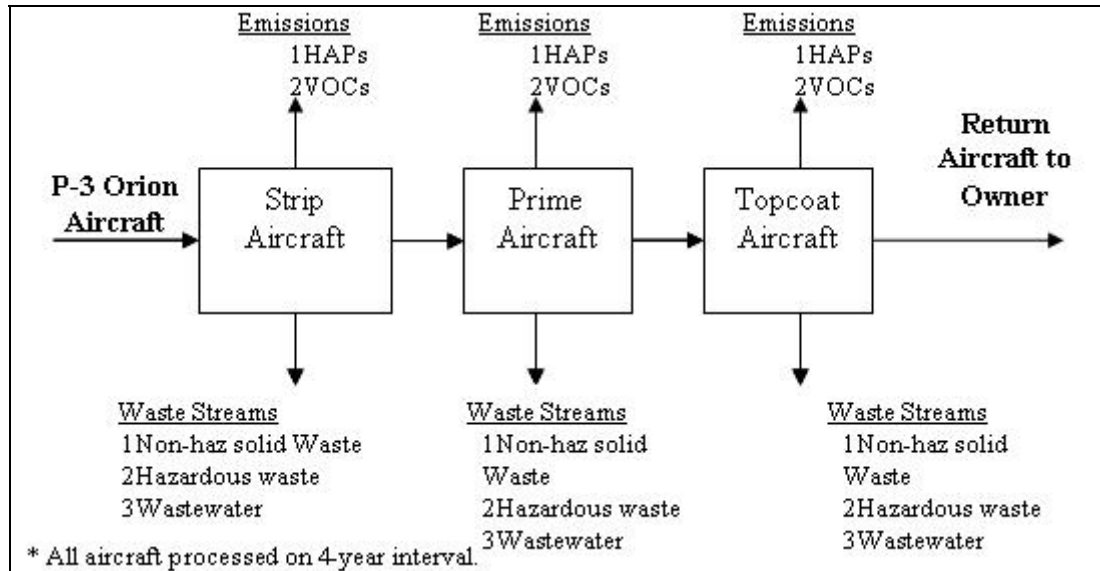 Emissions
1HAPs
2VOCs
Emissions
1HAPs
2VOCs
Emissions
1HAPs
2VOCs
P-3 Orion
Aircraft
Strip
Aircraft
Prime
Aircraft
Topcoat
Aircraft
Return
Aircraft to
Owner
Waste Streams
1Non-haz solid Waste
2Hazardous waste
3Wastewater
Waste Streams
1Non-haz solid
Waste
2Hazardous waste
3Wastewater
Waste Streams
1Non-haz solid
Waste
2Hazardous waste
3Wastewater
* All aircraft processed on 4-year interval.